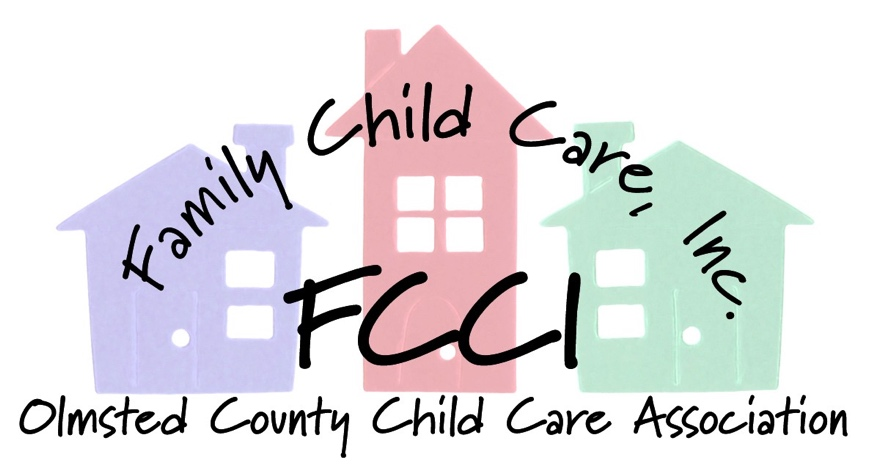 Family Child Care, Inc.
FCCI
Olmsted County Child Care Association